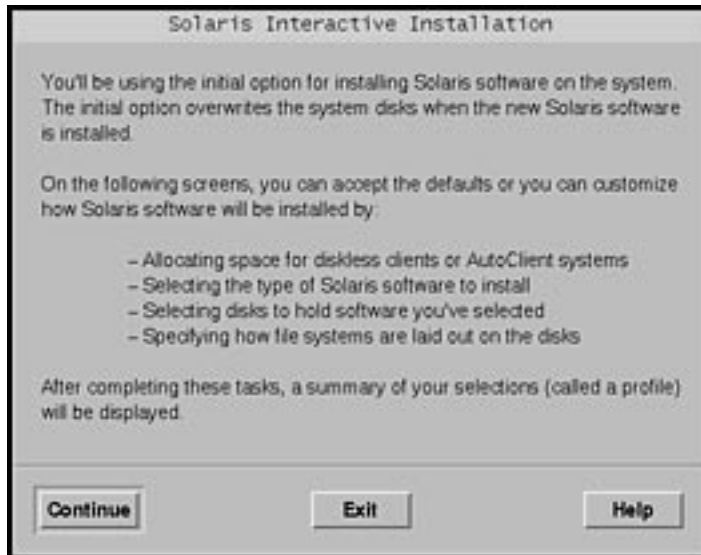 Solaris Interactive Installation
You'll be using the initial option for installing Solaris software on the system.
The initial option overwrites the system disks when the new Solaris software
is installed.
On the following screens, you can accept the defaults or you can customize
how Solaris software will be installed by:
– Allocating space for diskless clients or AutoClient systems
– Selecting the type of Solaris software to install
– Selecting disks to hold software you've selected
– Specifying how file systems are laid out on the disks
After completing these tasks, a summary of your selections (called a profile)
will be displayed.
Continue Exit Help